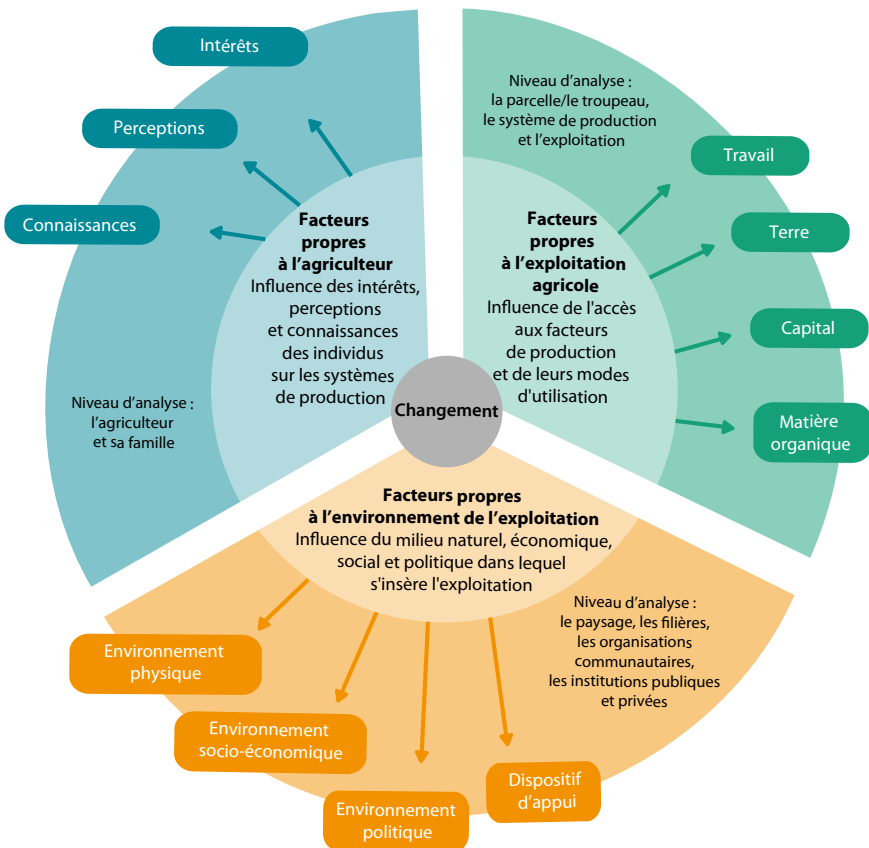 Intérêts
Perceptions
Connaissances
Facteurs
propres
à l'agriculteur
Influence des intérêts,
perceptions
et connaissances
des individus
sur les systèmes
de production
Niveau d'analyse :
l'agriculteur
et sa famille
Niveau d'analyse :
la parcelle/le troupeau,
le système de production
et l'exploitation
Travail
Terre
Capital
Matière
organique
Facteurs
propres
à l'exploitation
agricole
Influence de l'accès
aux facteurs
de production
et de leurs modes
d'utilisation
Changement
Facteurs propres
à l'environnement de l'exploitation
Influence du milieu naturel, économique,
social et politique dans lequel
s'insère l'exploitation
Niveau d'analyse :
le paysage, les filières,
les organisations
communautaires,
les institutions publiques
et privées
Environnement
physique
Environnement
socio-économique
Environnement
politique
Dispositif
d'appui